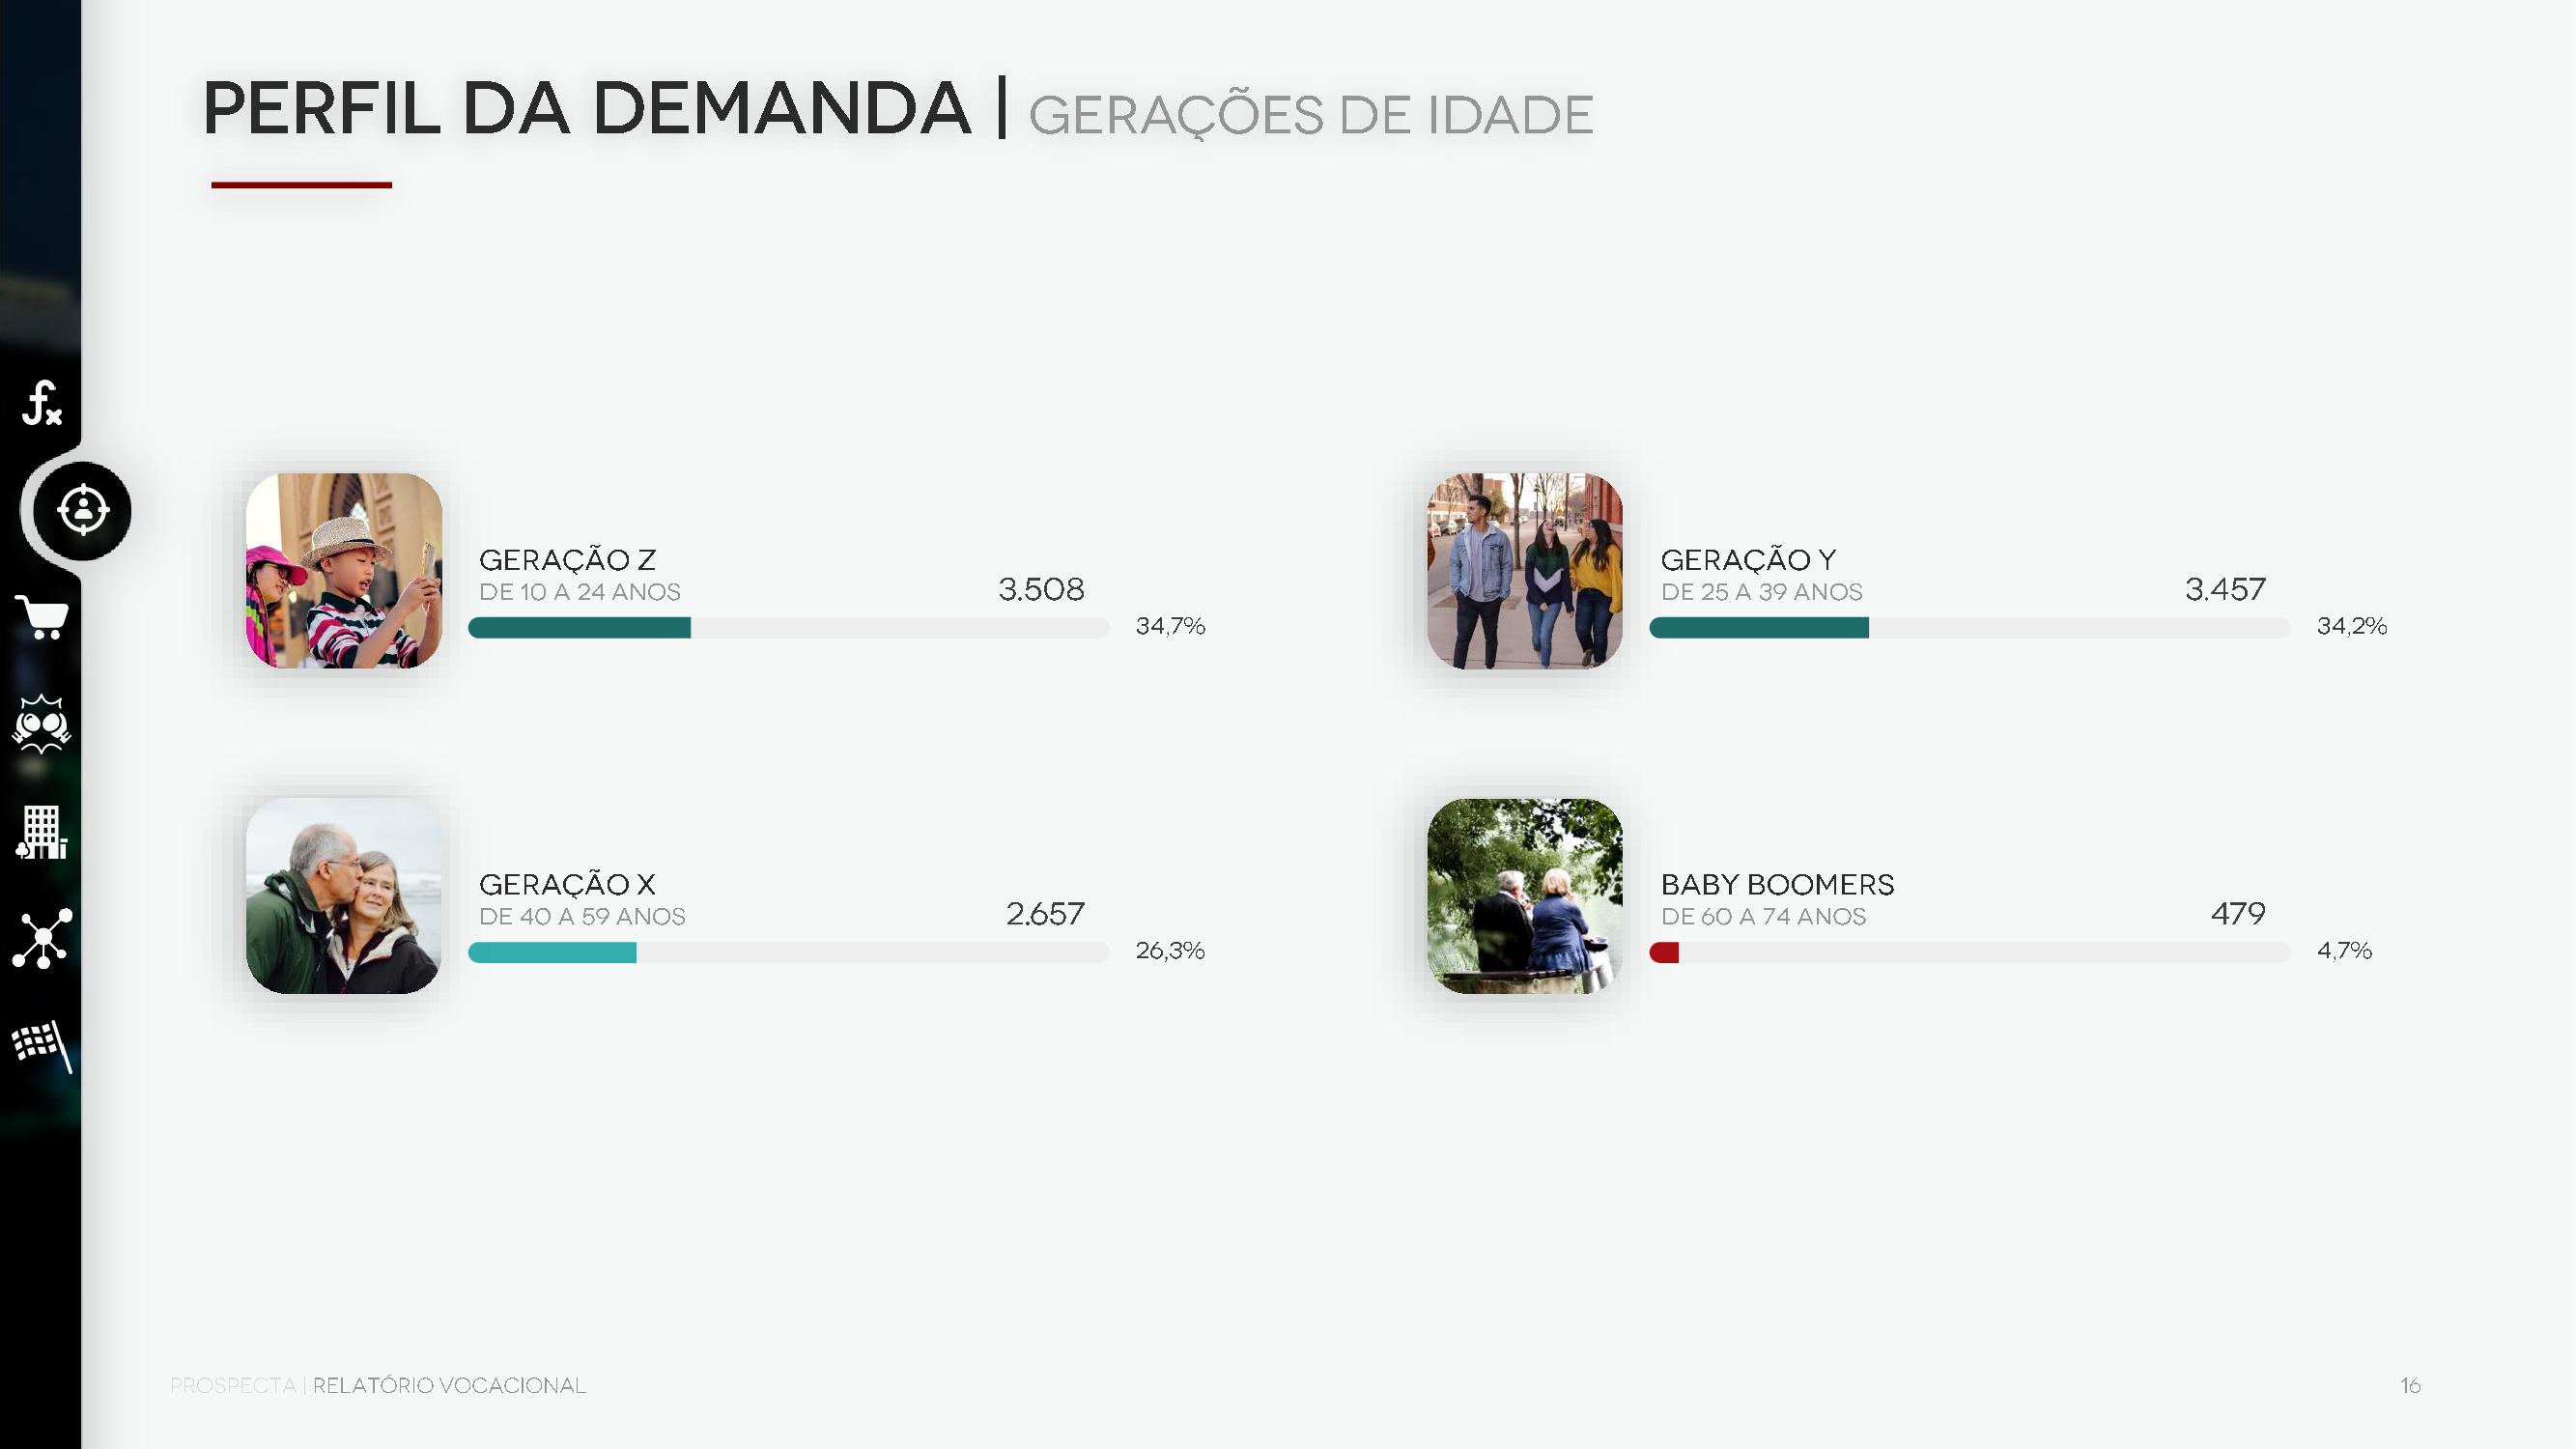 PERFIL DA DEMANDA | GERAÇÕES DE IDADE
GERAÇÃO Z
DE 10 A 24 ANOS
3.508
34,7%
GERAÇÃO Y
DE 25 A 39 ANOS
3.457
34,2%
GERAÇÃO X
DE 40 A 59 ANOS
2.657
26,3%
BABY BOOMERS
DE 60 A 74 ANOS
479
4,7%
PROSPECTA | RELATÓRIO VOCACIONAL
16